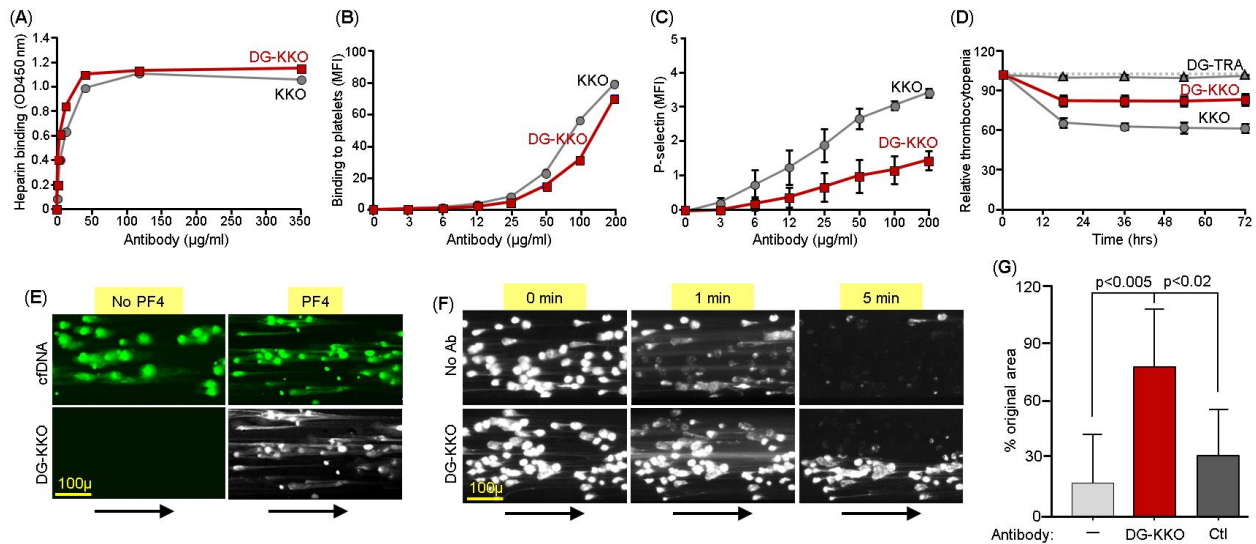 (A)
Heparin binding (OD450 nm)
1.4
1.2
1.0
0.8
0.6
0.4
0.2
0
DG-KKO
KKO
0 50 100 150 200 250 300 350
Antibody (µg/ml)
(B)
Binding to platelets (MFI)
100
80
60
40
20
0
KKO
DG-KKO
0 3 6 12 25 50 100 200
Antibody (µg/ml)
(C)
P-selectin (MFI)
5
4
3
2
1
0
KKO
DG-KKO
0 3 6 12 25 50 100 200
Antibody (µg/ml)
(D)
Relative thrombocytopenia
120
90
60
30
0
DG-TRA
DG-KKO
KKO
0 12 24 36 48 54 72
Time (hrs)
(E)
No PF4 PF4
cfDNA
DG-KKO
100µ
(F)
0 min 1 min 5 min
No Ab
DG-KKO
100µ
(G)
% original area
120
90
60
30
0
p<0.005 p<0.02
Antibody: — DG-KKO Ctl